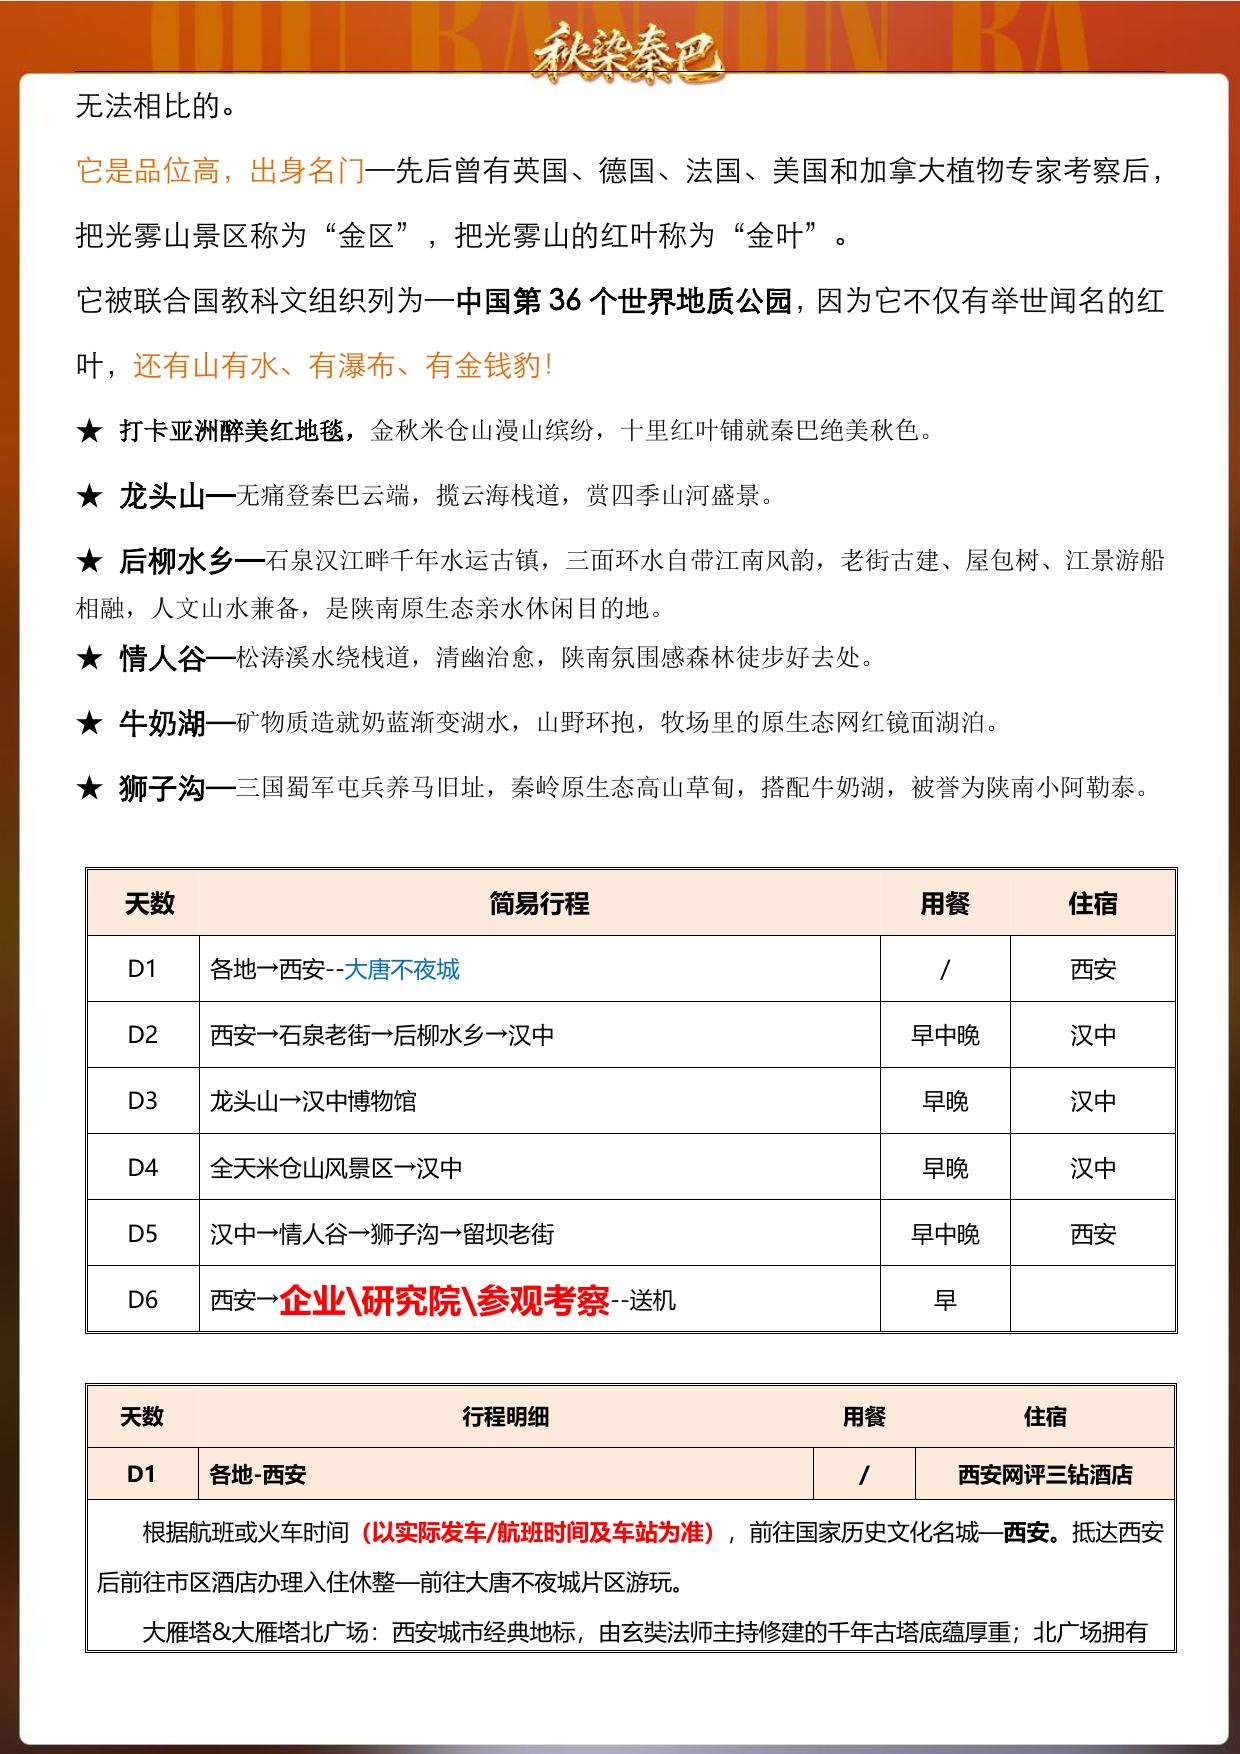 QIU RAN QIN BA
秋染秦巴
无法相比的。
它是品位高，出身名门—先后曾有英国、德国、法国、美国和加拿大植物专家考察后，
把光雾山景区称为“金区”，把光雾山的红叶称为“金叶”。
它被联合国教科文组织列为—中国第 36 个世界地质公园，因为它不仅有举世闻名的红
叶，还有山有水、有瀑布、有金钱豹！
★ 打卡亚洲醉美红地毯，金秋米仓山漫山缤纷，十里红叶铺就秦巴绝美秋色。
★ 龙头山—无痛登秦巴云端，揽云海栈道，赏四季山河盛景。
★ 后柳水乡—石泉汉江畔千年水运古镇，三面环水自带江南风韵，老街古建、屋包树、江景游船
相融，人文山水兼备，是陕南原生态亲水休闲目的地。
★ 情人谷—松涛溪水绕栈道，清幽治愈，陕南氛围感森林徒步好去处。
★ 牛奶湖—矿物质造就奶蓝渐变湖水，山野环抱，牧场里的原生态网红镜面湖泊。
★ 狮子沟—三国蜀军屯兵养马旧址，秦岭原生态高山草甸，搭配牛奶湖，被誉为陕南小阿勒泰。
天数 简易行程 用餐 住宿
D1 各地→西安--大唐不夜城 / 西安
D2 西安→石泉老街→后柳水乡→汉中 早中晚 汉中
D3 龙头山→汉中博物馆 早晚 汉中
D4 全天米仓山风景区→汉中 早晚 汉中
D5 汉中→情人谷→狮子沟→留坝老街 早中晚 西安
D6 西安→企业\研究院\参观考察--送机 早
天数 行程明细 用餐 住宿
D1 各地-西安 / 西安网评三钻酒店
根据航班或火车时间（以实际发车/航班时间及车站为准），前往国家历史文化名城—西安。抵达西安
后前往市区酒店办理入住休整—前往大唐不夜城片区游玩。
大雁塔&大雁塔北广场：西安城市经典地标，由玄奘法师主持修建的千年古塔底蕴厚重；北广场拥有